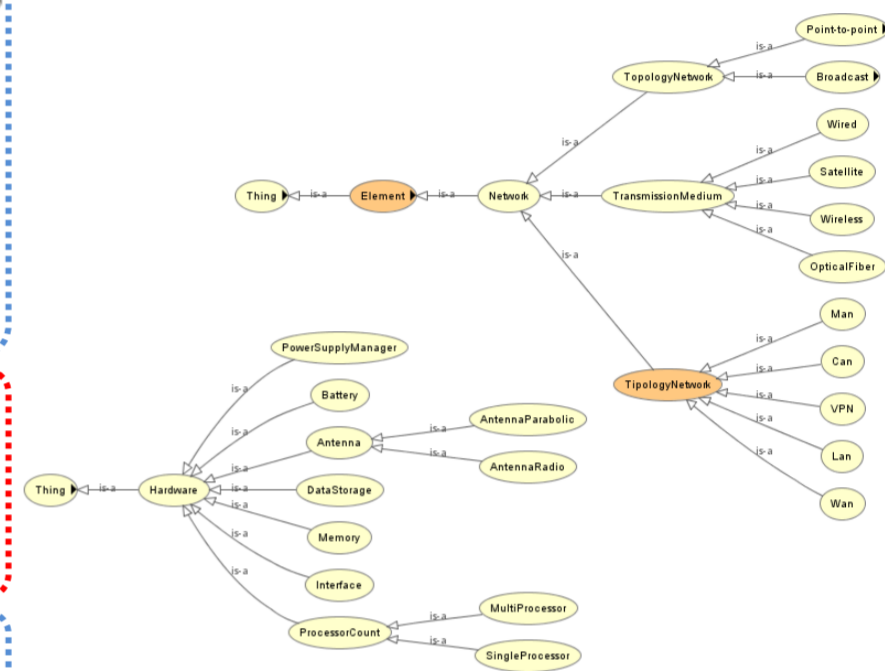 Point-to-point
is-a
TopologyNetwork
is-a
Broadcast
Wired
is-a
is-a
Satellite
is-a
Thing
is-a
Element
is-a
Network
is-a
TransmissionMedium
is-a
Wireless
is-a
is-a
OpticalFiber
Man
is-a
PowerSupplyManager
Can
is-a
TipologyNetwork
is-a
Battery
is-a
VPN
is-a
AntennaParabolic
is-a
is-a
Antenna
is-a
Lan
is-a
is-a
AntennaRadio
is-a
Thing
is-a
Hardware
is-a
DataStorage
Wan
is-a
Memory
is-a
Interface
is-a
MultiProcessor
is-a
ProcessorCount
is-a
SingleProcessor